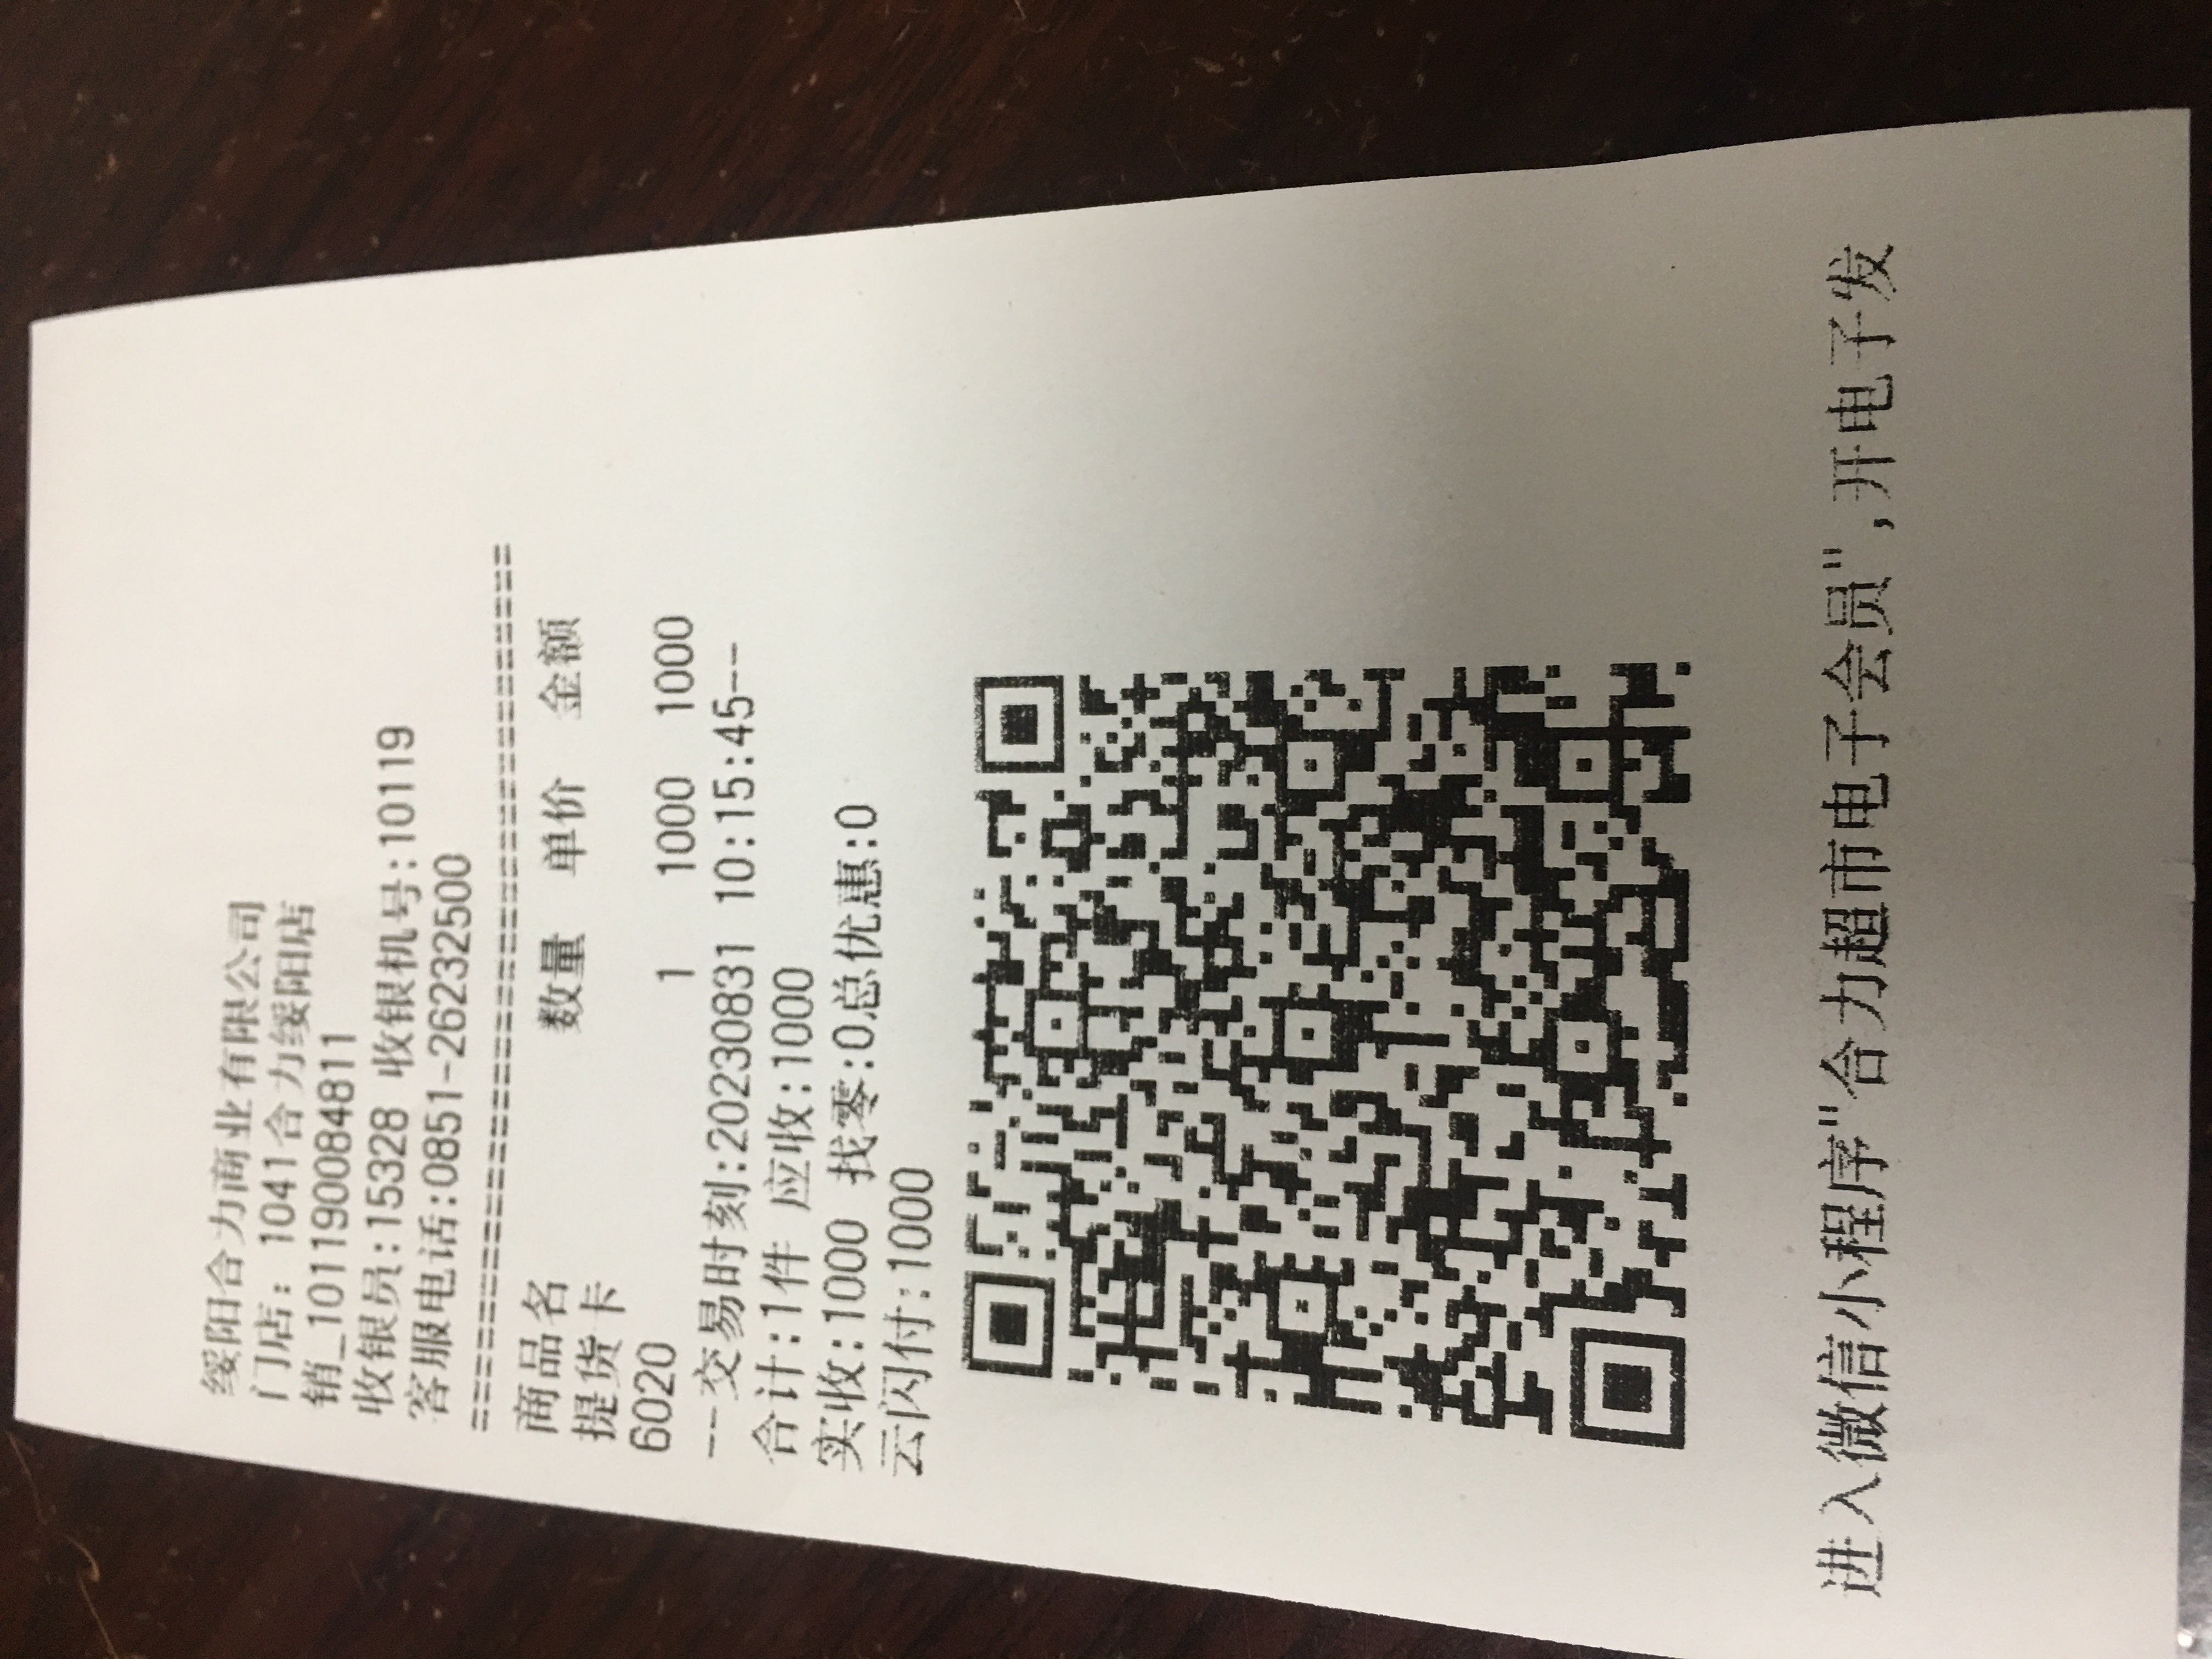 绥阳合力商业有限公司
门店: 1041合力绥阳店
销_101190084811
收银员:15328 收银机号:10119
客服电话:0851-26232500
================================
商品名 数量 单价 金额
提货卡
6020 1 1000 1000
--交易时刻:20230831 10:15:45--
合计:1件 应收:1000
实收:1000 找零:0总优惠:0
云闪付:1000
进入微信小程序"合力超市电子会员",开电子发